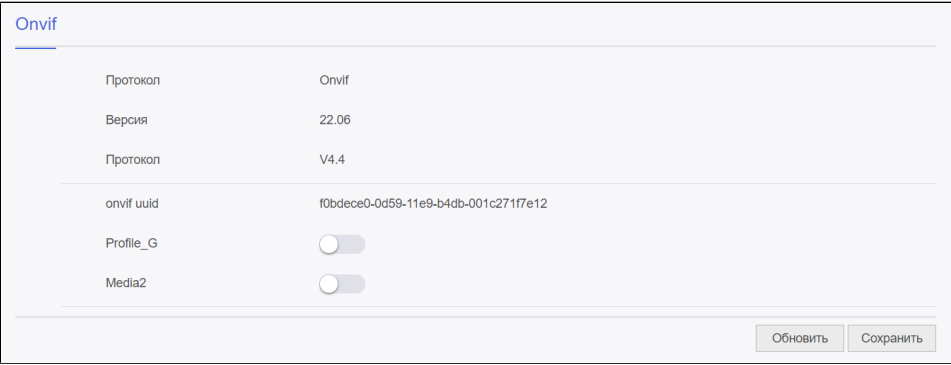 Onvif
Протокол Onvif
Версия 22.06
Протокол V4.4
onvif uuid f0bdece0-0d59-11e9-b4db-001c271f7e12
Profile_G
Media2
Обновить Сохранить